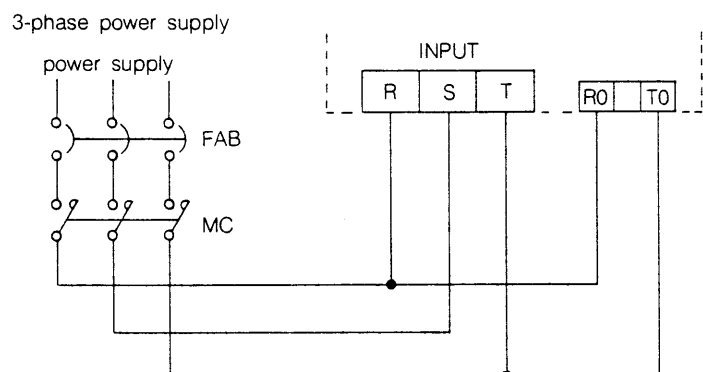 3-phase power supply
power supply
INPUT
R S T
R0 T0
FAB
MC